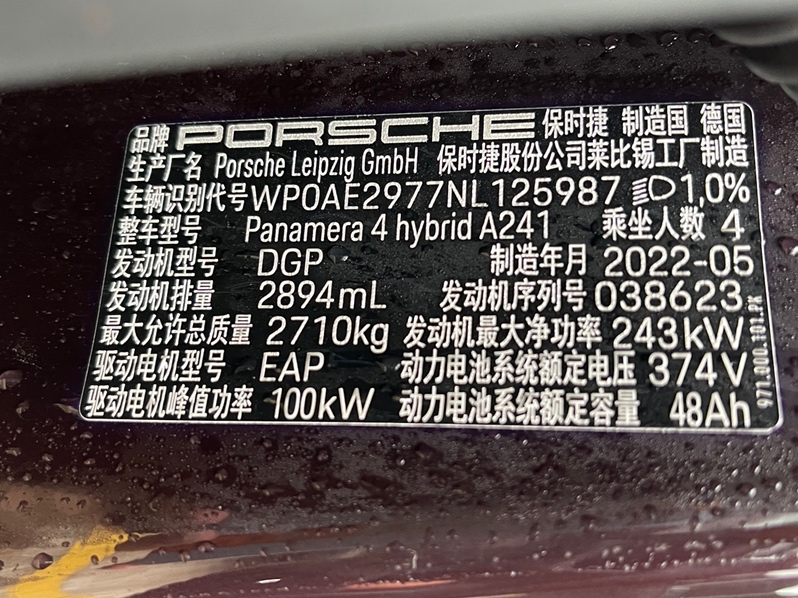 品牌 PORSCHE 保时捷 制造国 德国
生产厂名 Porsche Leipzig GmbH 保时捷股份公司莱比锡工厂制造
车辆识别代号 WP0AE2977NL125987 1,0%
整车型号 Panamera 4 hybrid A241 乘坐人数 4
发动机型号 DGP 制造年月 2022-05
发动机排量 2894mL 发动机序列号 038623
最大允许总质量 2710kg 发动机最大净功率 243kW
驱动电机型号 EAP 动力电池系统额定电压 374V
驱动电机峰值功率 100kW 动力电池系统额定容量 48Ah
971.000.101.PK